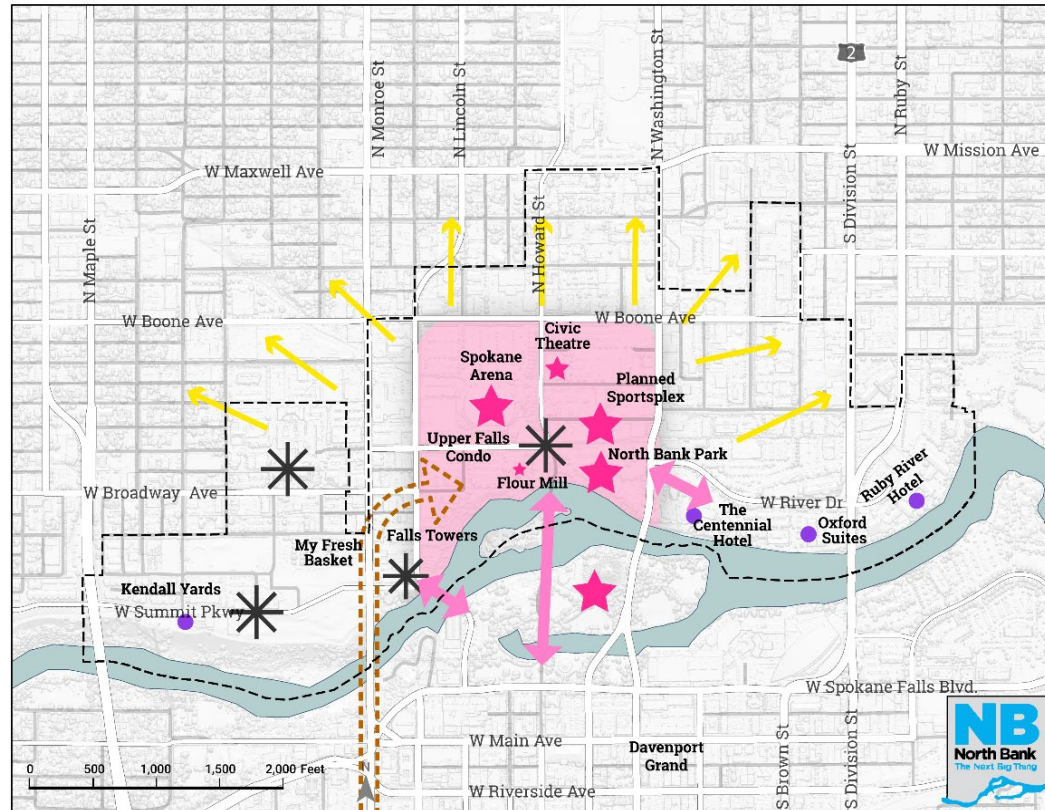 N Monroe St
N Lincoln St
N Washington St
2
N Ruby St
W Maxwell Ave
W Mission Ave
N Maple St
N Howard St
S Division St
W Boone Ave
W Boone Ave
Civic
Theatre
Spokane
Arena
Planned
Sportsplex
Upper Falls
Condo
North Bank Park
Flour Mill
W Broadway Ave
W River Dr
Ruby River
Hotel
The
Centennial
Hotel
Oxford
Suites
My Fresh
Basket
Falls Towers
Kendall Yards
W Summit Pkwy
W Spokane Falls Blvd.
W Main Ave
Davenport
Grand
S Brown St
S Division St
W Riverside Ave
0 500 1,000 2,000 Feet
N
NB
North Bank
The Next Big Thing